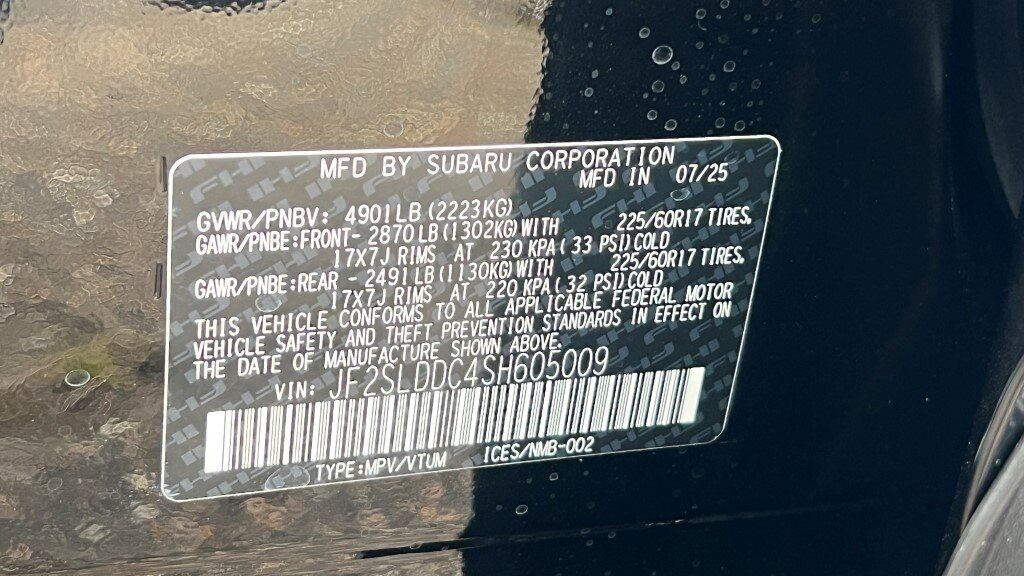 MFD BY SUBARU CORPORATION
MFD IN 07/25
GVWR/PNBV: 4901LB (2223KG)
GAWR/PNBE:FRONT- 2870LB (1302KG)WITH 225/60R17 TIRES,
17X7J RIMS AT 230 KPA( 33 PSI)COLD
GAWR/PNBE:REAR - 2491LB (1130KG)WITH 225/60R17 TIRES,
17X7J RIMS AT 220 KPA( 32 PSI)COLD
THIS VEHICLE CONFORMS TO ALL APPLICABLE FEDERAL MOTOR
VEHICLE SAFETY AND THEFT PREVENTION STANDARDS IN EFFECT ON
THE DATE OF MANUFACTURE SHOWN ABOVE.
VIN: JF2SLDDC4SH605009
TYPE:MPV/VTUM ICES/NMB-002